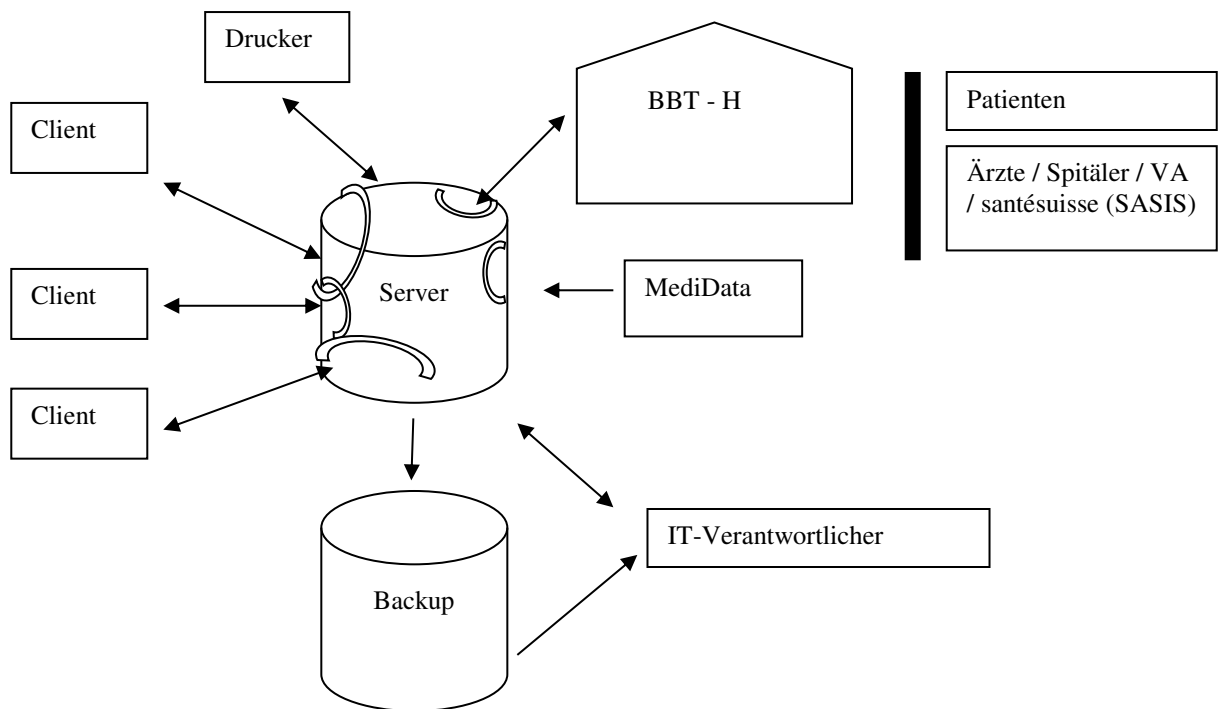 Drucker
BBT - H
Patienten
Client
Ärzte / Spitäler / VA
/ santésuisse (SASIS)
Client
Server
MediData
Client
IT-Verantwortlicher
Backup